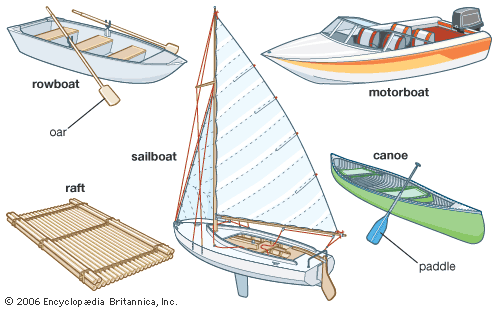 rowboat
oar
motorboat
sailboat
canoe
raft
paddle
© 2006 Encyclopædia Britannica, Inc.